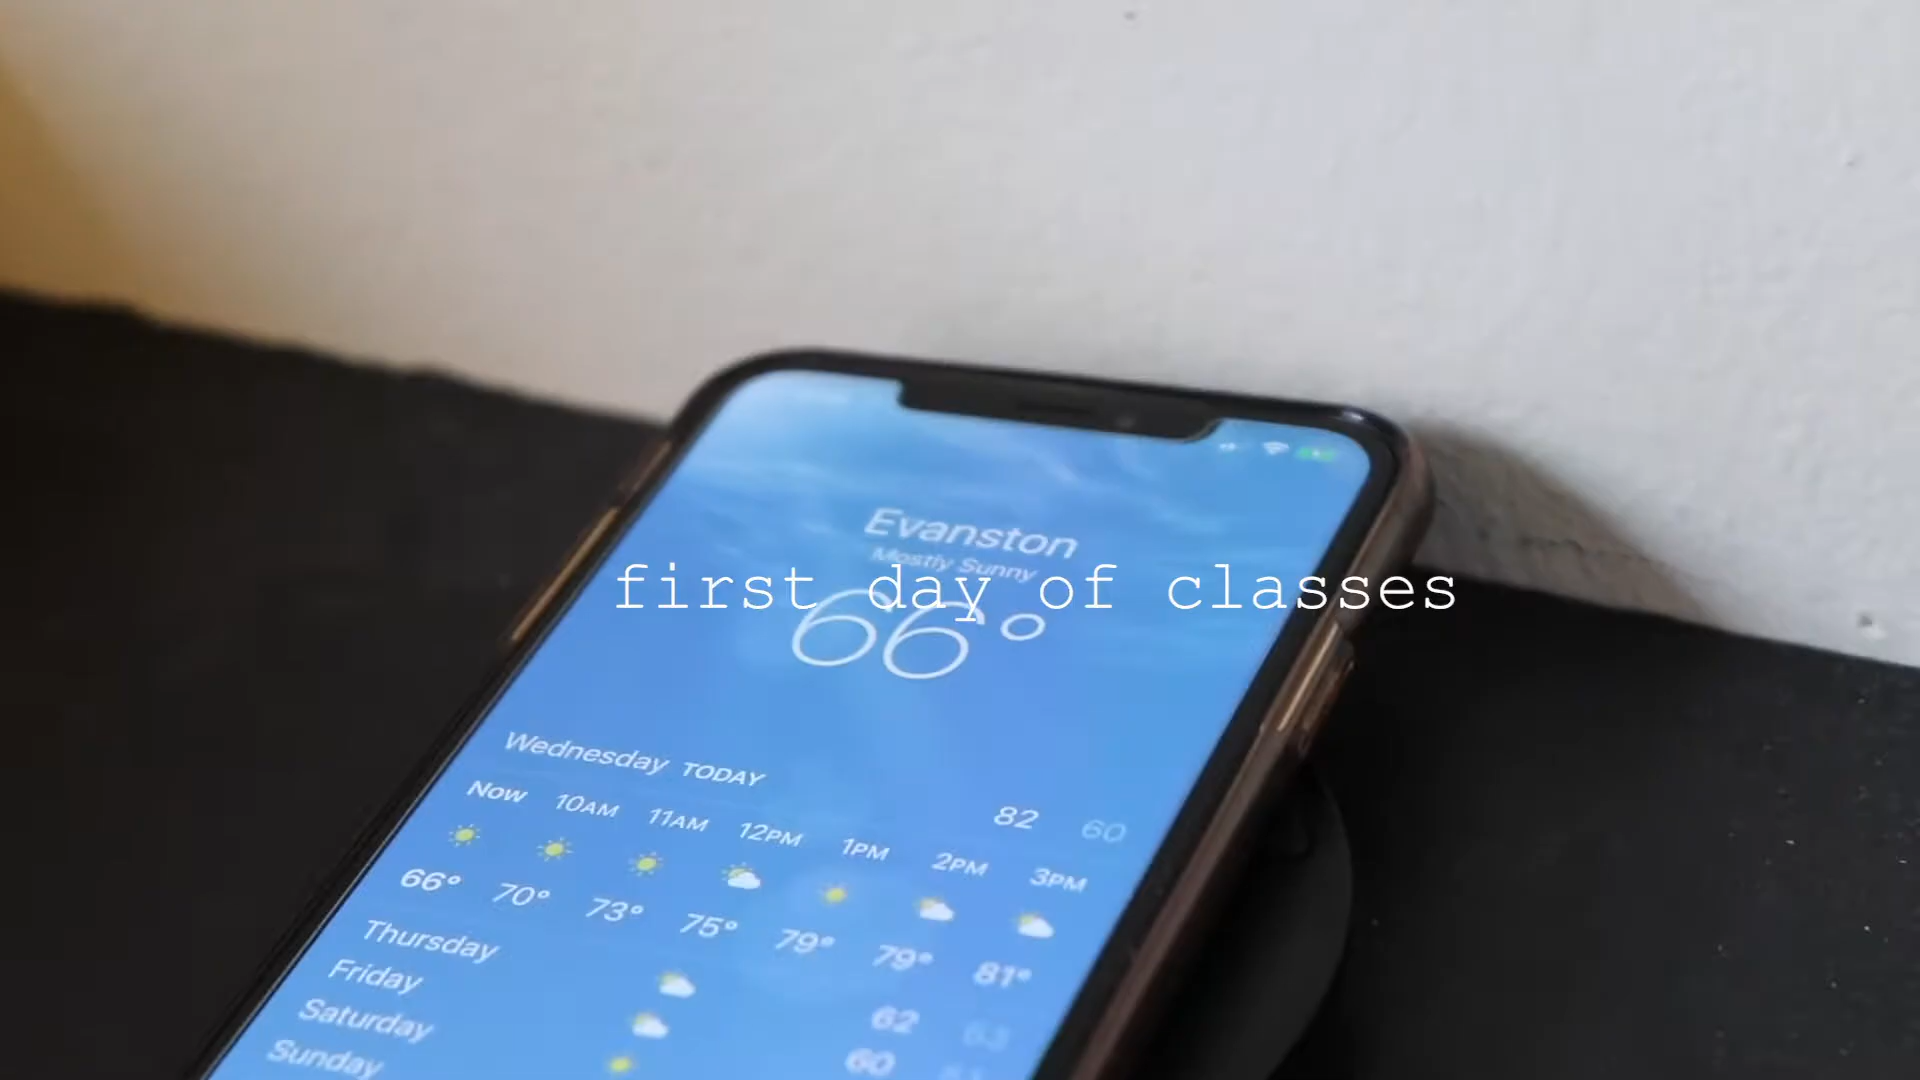 Evanston
Mostly Sunny
first day of classes
66°
Wednesday TODAY
82 60
Now 10AM 11AM 12PM 1PM 2PM 3PM
66° 70° 73° 75° 79° 79° 81°
Thursday
Friday 62 63
Saturday 60
Sunday